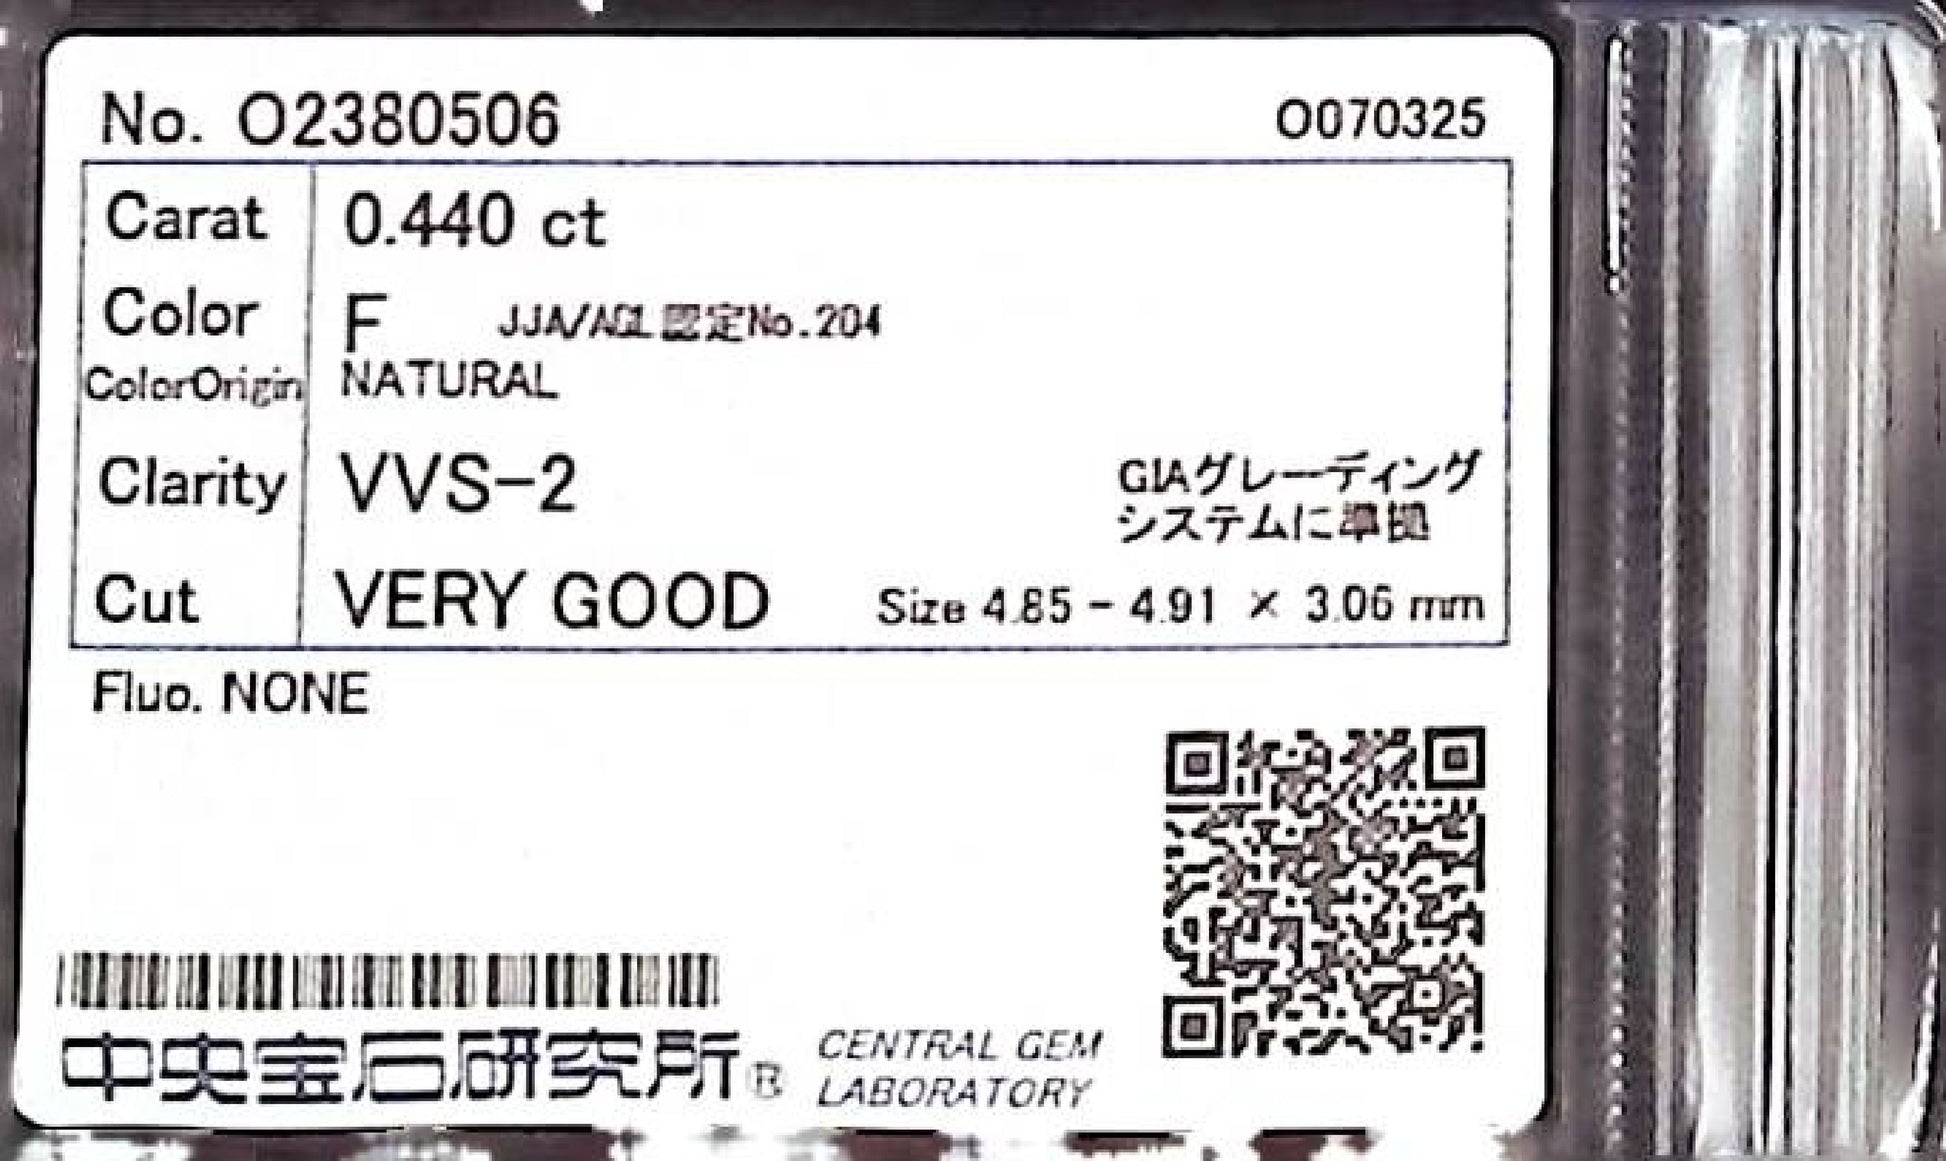 No. O2380506 O070325
Carat 0.440 ct
Color F JJA/AGL認定No.204
ColorOrigin NATURAL
Clarity VVS-2
GIAグレーディング
システムに準拠
Cut VERY GOOD Size 4.85 - 4.91 × 3.06 mm
Fluo. NONE
中央宝石研究所® CENTRAL GEM
LABORATORY